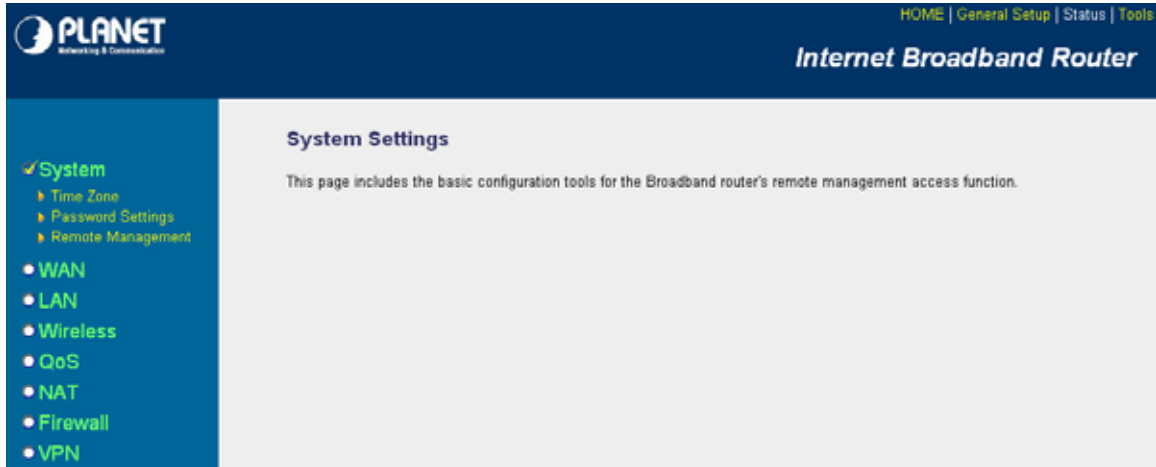 PLANET
Networking & Communication
HOME | General Setup | Status | Tools
Internet Broadband Router
System
Time Zone
Password Settings
Remote Management
WAN
LAN
Wireless
QoS
NAT
Firewall
VPN
System Settings
This page includes the basic configuration tools for the Broadband router's remote management access function.